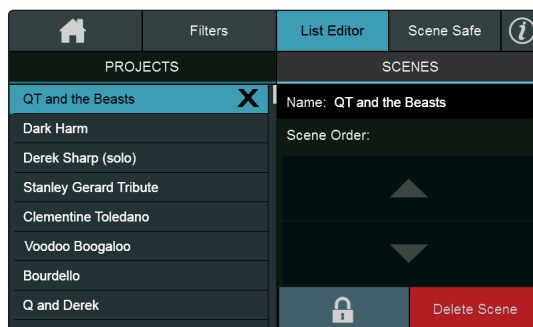 Filters
List Editor
Scene Safe
i
PROJECTS
SCENES
QT and the Beasts X
Dark Harm
Derek Sharp (solo)
Stanley Gerard Tribute
Clementine Toledano
Voodoo Boogaloo
Bourdello
Q and Derek
Name: QT and the Beasts
Scene Order:
Delete Scene